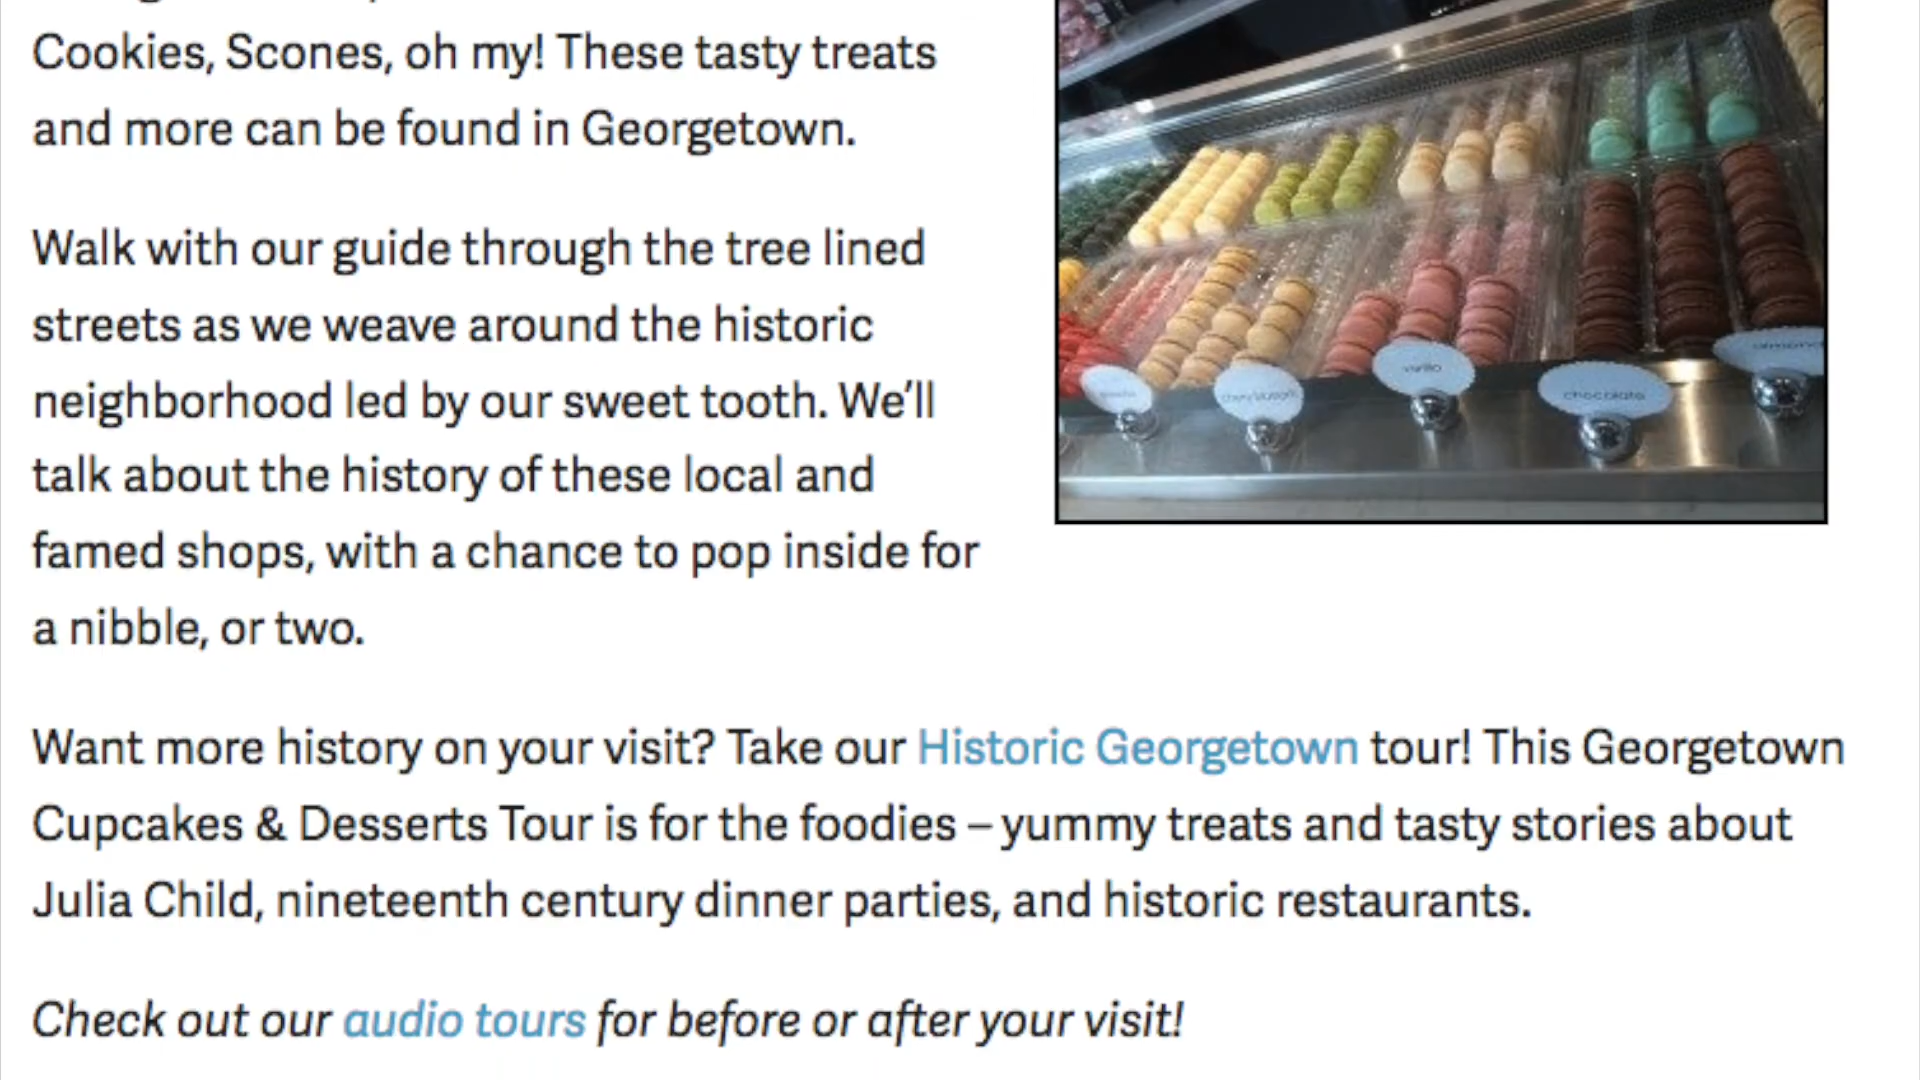 Cookies, Scones, oh my! These tasty treats
and more can be found in Georgetown.
Walk with our guide through the tree lined
streets as we weave around the historic
neighborhood led by our sweet tooth. We’ll
talk about the history of these local and
famed shops, with a chance to pop inside for
a nibble, or two.
vanilla
chocolate
almond
Want more history on your visit? Take our Historic Georgetown tour! This Georgetown
Cupcakes & Desserts Tour is for the foodies – yummy treats and tasty stories about
Julia Child, nineteenth century dinner parties, and historic restaurants.
Check out our audio tours for before or after your visit!